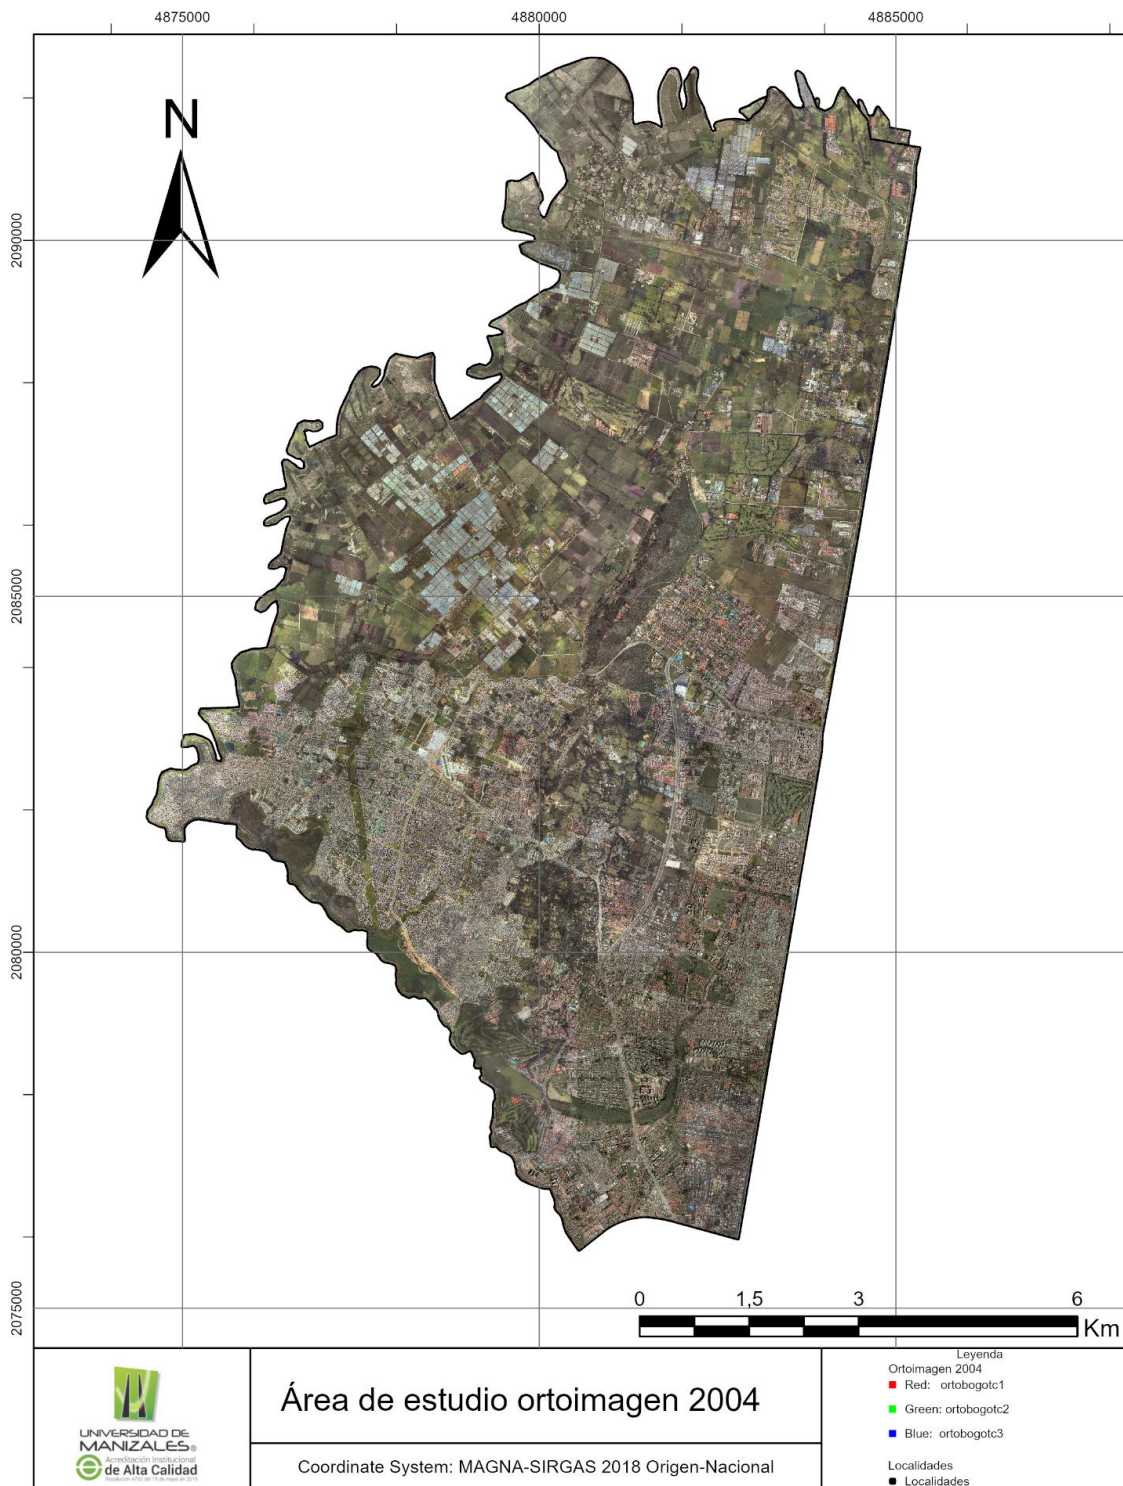 4875000
4880000
4885000
N
2090000
2085000
2080000
2075000
0 1,5 3 6
Km
UNIVERSIDAD DE
MANIZALES®
Acreditación Institucional
de Alta Calidad
Área de estudio ortoimagen 2004
Coordinate System: MAGNA-SIRGAS 2018 Origen-Nacional
Leyenda
Ortoimagen 2004
Red: ortobogotc1
Green: ortobogotc2
Blue: ortobogotc3
Localidades
Localidades